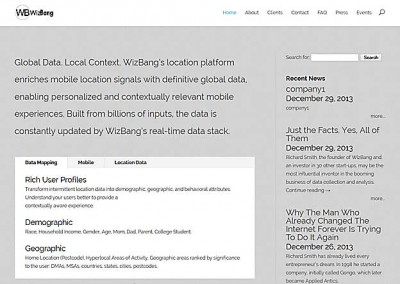 WB WizBang
Home About Clients Contact FAQ Press Events
Global Data. Local Context. WizBang's location platform
enriches mobile location signals with definitive global data,
enabling personalized and contextually relevant mobile
experiences. Built from billions of inputs, the data is
constantly updated by WizBang's real-time data stack.
Data Mapping Mobile Location Data
Rich User Profiles
Transform intermittent location data into demographic, geographic, and behavioral attributes.
Understand your users better to provide a
contextually aware experience.
Demographic
Race, Household Income, Gender, Age, Mom, Dad, Parent, College Student.
Geographic
Home Location (Postcode), Hyperlocal Areas of Activity, Geographic areas ranked by significance
to the user: DMAs, MSAs, countries, states, cities, postcodes.
Search for: Search
Recent News
company1
December 29, 2013
company1
more...
Just the Facts. Yes, All of
Them
December 29, 2013
Richard Smith, the founder of WizBang and
an investor in 30 other start-ups, may be the
most influential inventor in the booming
business of data collection and analysis.
Continue reading →
more...
Why The Man Who
Already Changed The
Internet Forever Is Trying
To Do It Again
December 26, 2013
Richard Smith has already lived every
entrepreneur's dream. In 1998 he started a
company, initially called Gengo, which later
became Applied Antics.